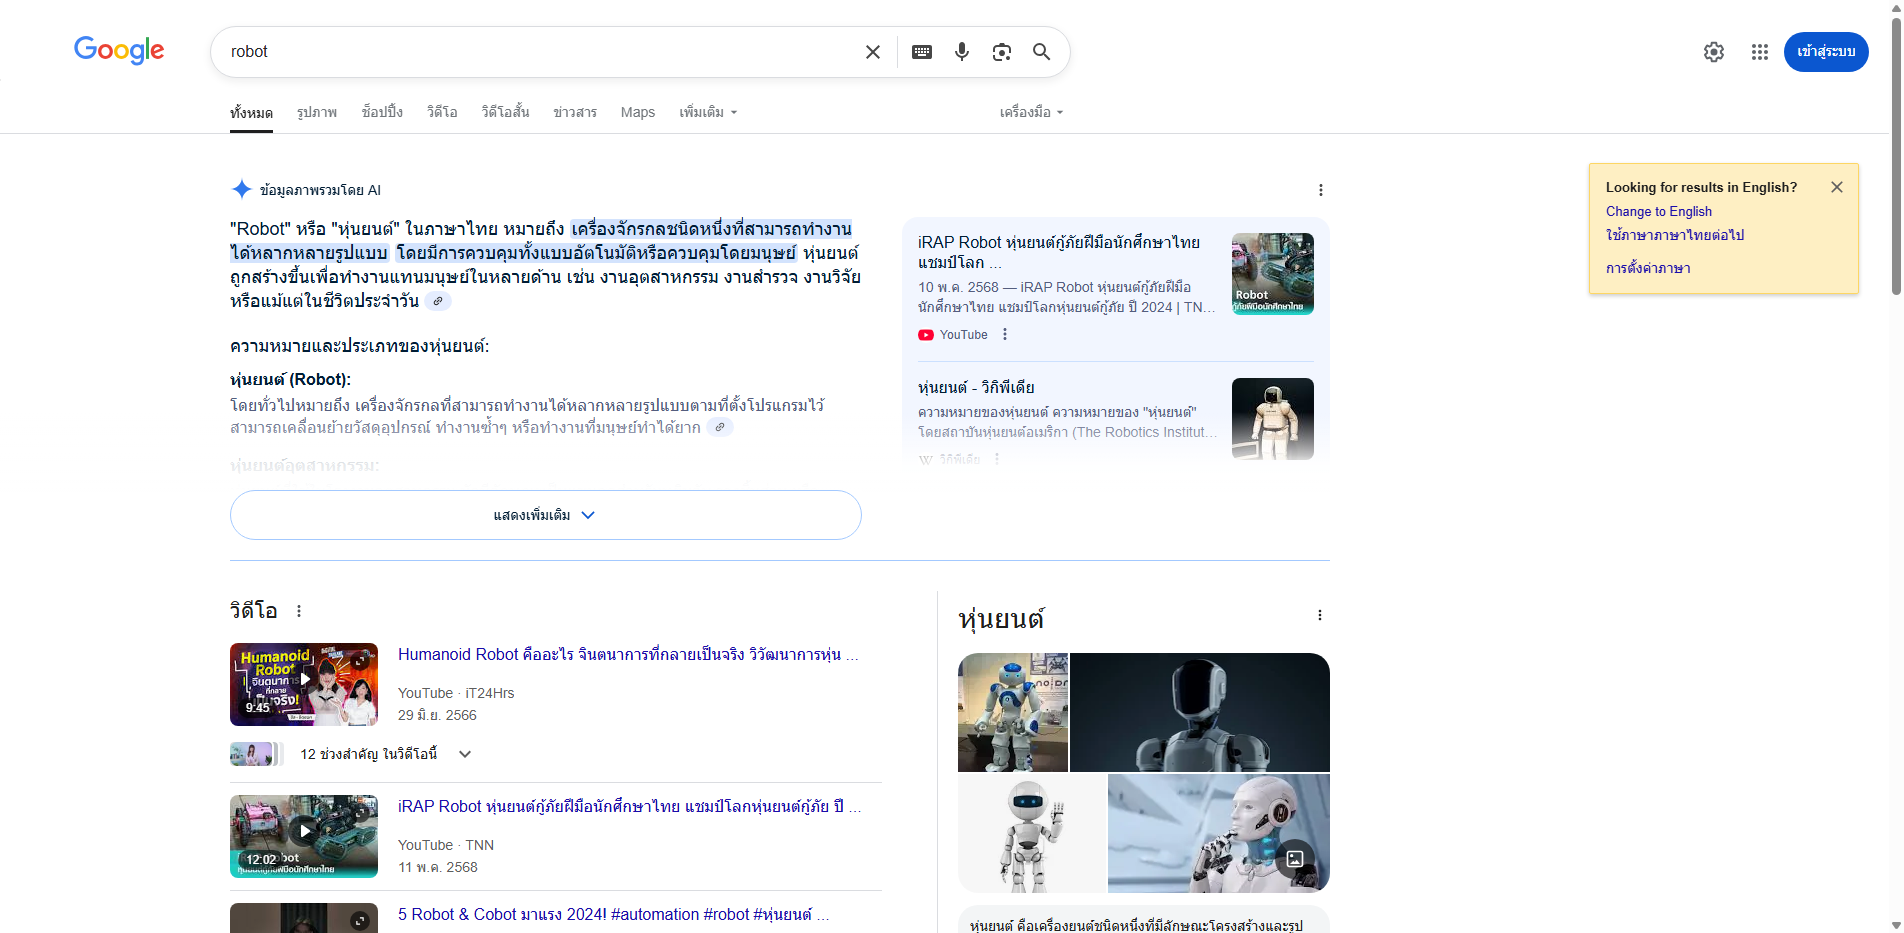 Google
robot
เข้าสู่ระบบ
ทั้งหมด
รูปภาพ
ช็อปปิ้ง
วิดีโอ
วิดีโอสั้น
ข่าวสาร
Maps
เพิ่มเติม
เครื่องมือ
Looking for results in English?
Change to English
ใช้ภาษาภาษาไทยต่อไป
การตั้งค่าภาษา
ข้อมูลภาพรวมโดย AI
"Robot" หรือ "หุ่นยนต์" ในภาษาไทย หมายถึง เครื่องจักรกลชนิดหนึ่งที่สามารถทำงาน
ได้หลากหลายรูปแบบ โดยมีการควบคุมทั้งแบบอัตโนมัติหรือควบคุมโดยมนุษย์ หุ่นยนต์
ถูกสร้างขึ้นเพื่อทำงานแทนมนุษย์ในหลายด้าน เช่น งานอุตสาหกรรม งานสำรวจ งานวิจัย
หรือแม้แต่ในชีวิตประจำวัน
ความหมายและประเภทของหุ่นยนต์:
หุ่นยนต์ (Robot):
โดยทั่วไปหมายถึง เครื่องจักรกลที่สามารถทำงานได้หลากหลายรูปแบบตามที่ตั้งโปรแกรมไว้
สามารถเคลื่อนย้ายวัสดุอุปกรณ์ ทำงานซ้ำๆ หรือทำงานที่มนุษย์ทำได้ยาก
หุ่นยนต์อุตสาหกรรม:
แสดงเพิ่มเติม
iRAP Robot หุ่นยนต์กู้ภัยฝีมือนักศึกษาไทย
แชมป์โลก ...
10 พ.ค. 2568 — iRAP Robot หุ่นยนต์กู้ภัยฝีมือ
นักศึกษาไทย แชมป์โลกหุ่นยนต์กู้ภัย ปี 2024 | TN...
YouTube
Robot
กู้ภัยฝีมือนักศึกษาไทย
หุ่นยนต์ - วิกิพีเดีย
ความหมายของหุ่นยนต์ ความหมายของ "หุ่นยนต์"
โดยสถาบันหุ่นยนต์อเมริกา (The Robotics Institut...
W วิกิพีเดีย
วิดีโอ
Humanoid
Robot
จินตนาการ
ที่กลาย
เป็นจริง!
9:45
Humanoid Robot คืออะไร จินตนาการที่กลายเป็นจริง วิวัฒนาการหุ่น ...
YouTube · iT24Hrs
29 มิ.ย. 2566
12 ช่วงสำคัญ ในวิดีโอนี้
12:02
iRAP Robot หุ่นยนต์กู้ภัยฝีมือนักศึกษาไทย แชมป์โลกหุ่นยนต์กู้ภัย ปี ...
YouTube · TNN
11 พ.ค. 2568
5 Robot & Cobot มาแรง 2024! #automation #robot #หุ่นยนต์ ...
หุ่นยนต์
หุ่นยนต์ คือเครื่องยนต์ชนิดหนึ่งที่มีลักษณะโครงสร้างและรูป